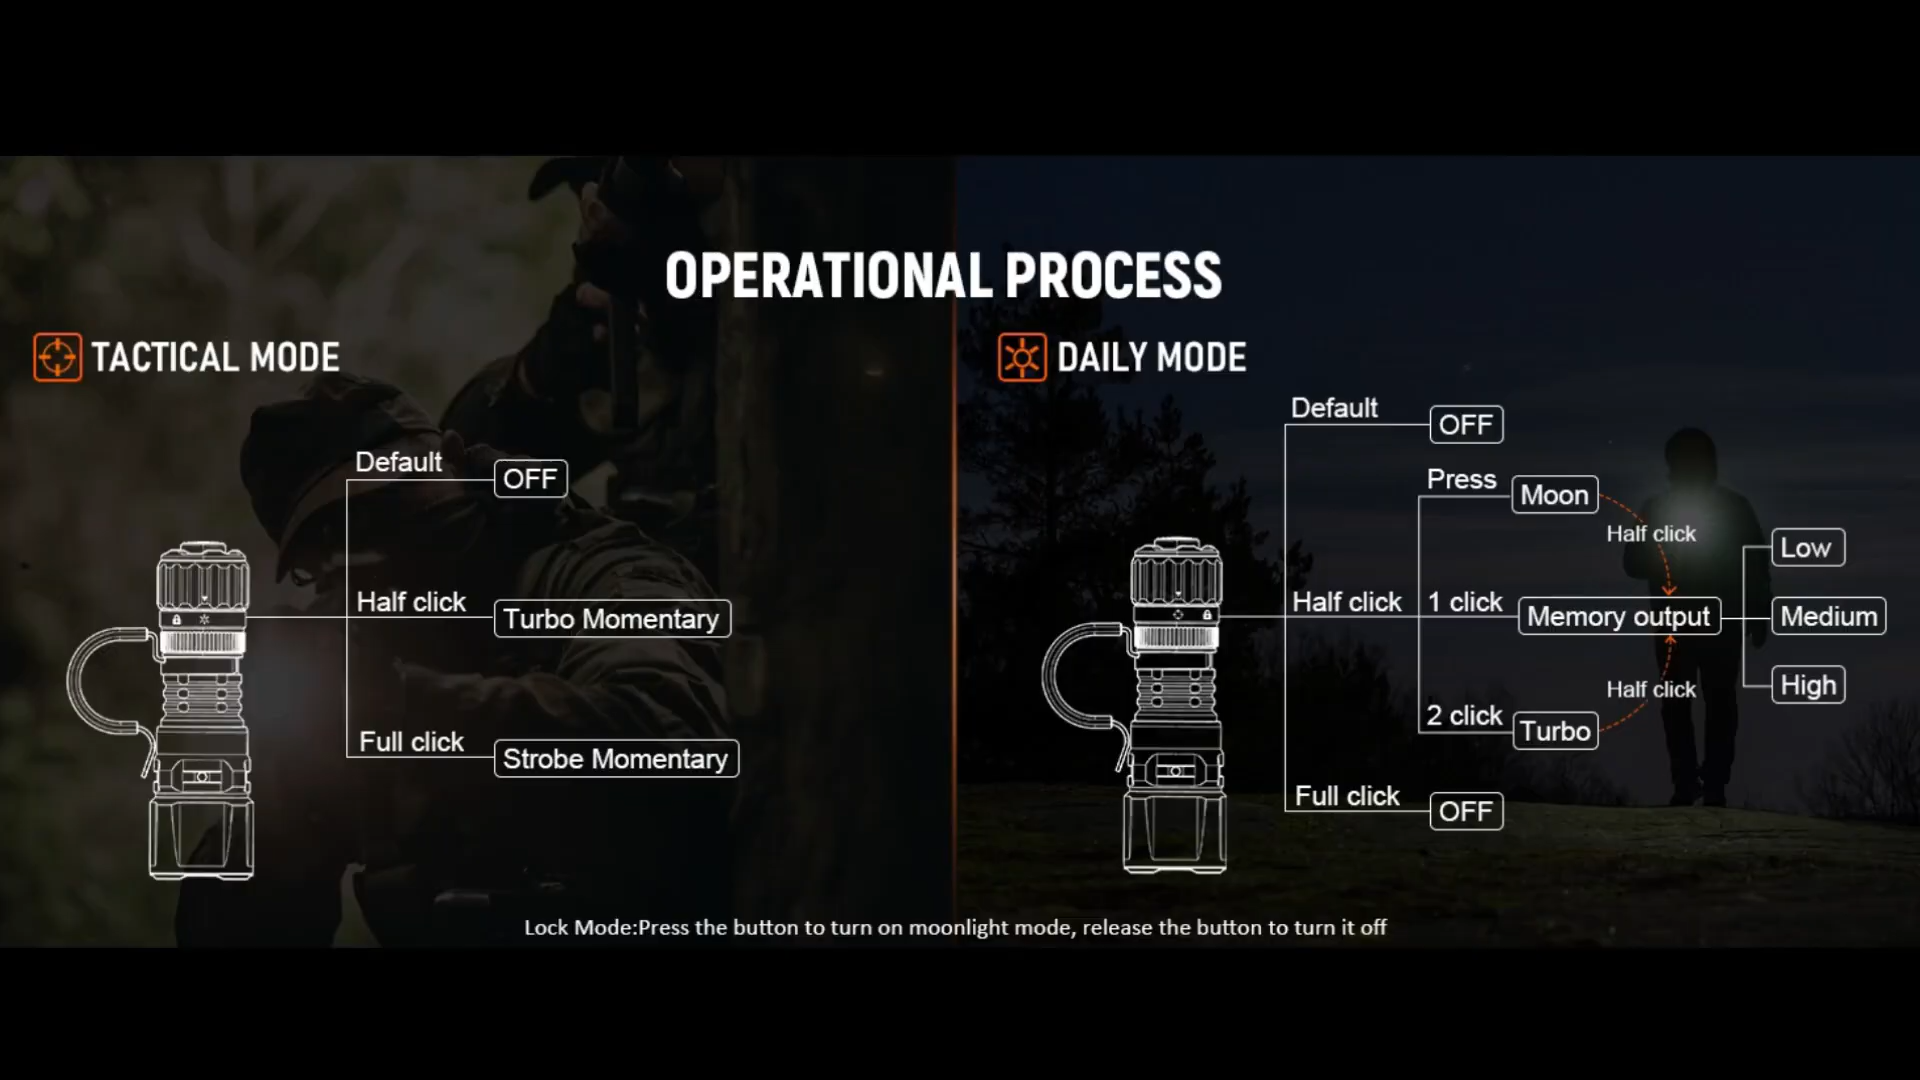 OPERATIONAL PROCESS
TACTICAL MODE
Default
OFF
Half click
Turbo Momentary
Full click
Strobe Momentary
DAILY MODE
Default
OFF
Half click
Press
Moon
Half click
1 click
Memory output
Low
Medium
High
2 click
Turbo
Half click
Full click
OFF
Lock Mode:Press the button to turn on moonlight mode, release the button to turn it off